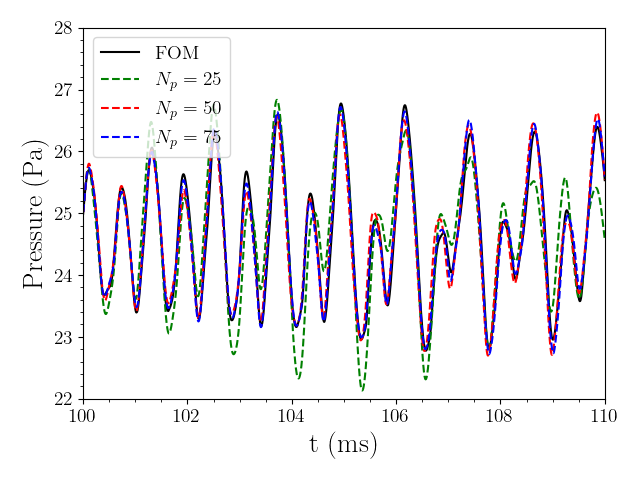 28
27
26
25
24
23
22
Pressure (Pa)
FOM
N_p = 25
N_p = 50
N_p = 75
100 102 104 106 108 110
t (ms)